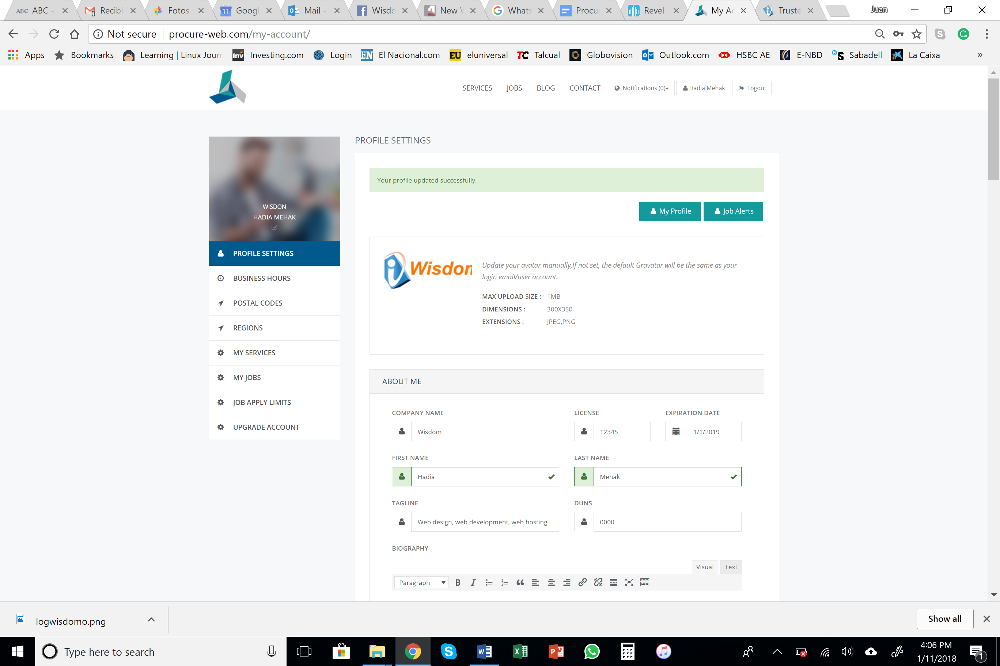 ABC -
Recibi
Fotos
11
Googl
Mail -
Wisdo
New
Whats
Procur
Revel
My Ac
Truste
Juan
Not secure
procure-web.com/my-account/
Apps
Bookmarks
Learning | Linux Jour
Investing.com
Login
El Nacional.com
eluniversal
Talcual
Globovision
Outlook.com
HSBC AE
E-NBD
Sabadell
La Caixa
»
SERVICES
JOBS
BLOG
CONTACT
Notifications (0)
Hadia Mehak
Logout
WISDON
HADIA MEHAK
PROFILE SETTINGS
BUSINESS HOURS
POSTAL CODES
REGIONS
MY SERVICES
MY JOBS
JOB APPLY LIMITS
UPGRADE ACCOUNT
PROFILE SETTINGS
Your profile updated successfully.
My Profile
Job Alerts
Wisdon
Update your avatar manually,If not set, the default Gravatar will be the same as your
login email/user account.
MAX UPLOAD SIZE : 1MB
DIMENSIONS : 300X350
EXTENSIONS : JPEG,PNG
ABOUT ME
COMPANY NAME
Wisdom
LICENSE
12345
EXPIRATION DATE
1/1/2019
FIRST NAME
Hadia
LAST NAME
Mehak
TAGLINE
Web design, web development, web hosting
DUNS
0000
BIOGRAPHY
Visual
Text
Paragraph
logwisdomo.png
Show all
Type here to search
4:06 PM
1/11/2018
1